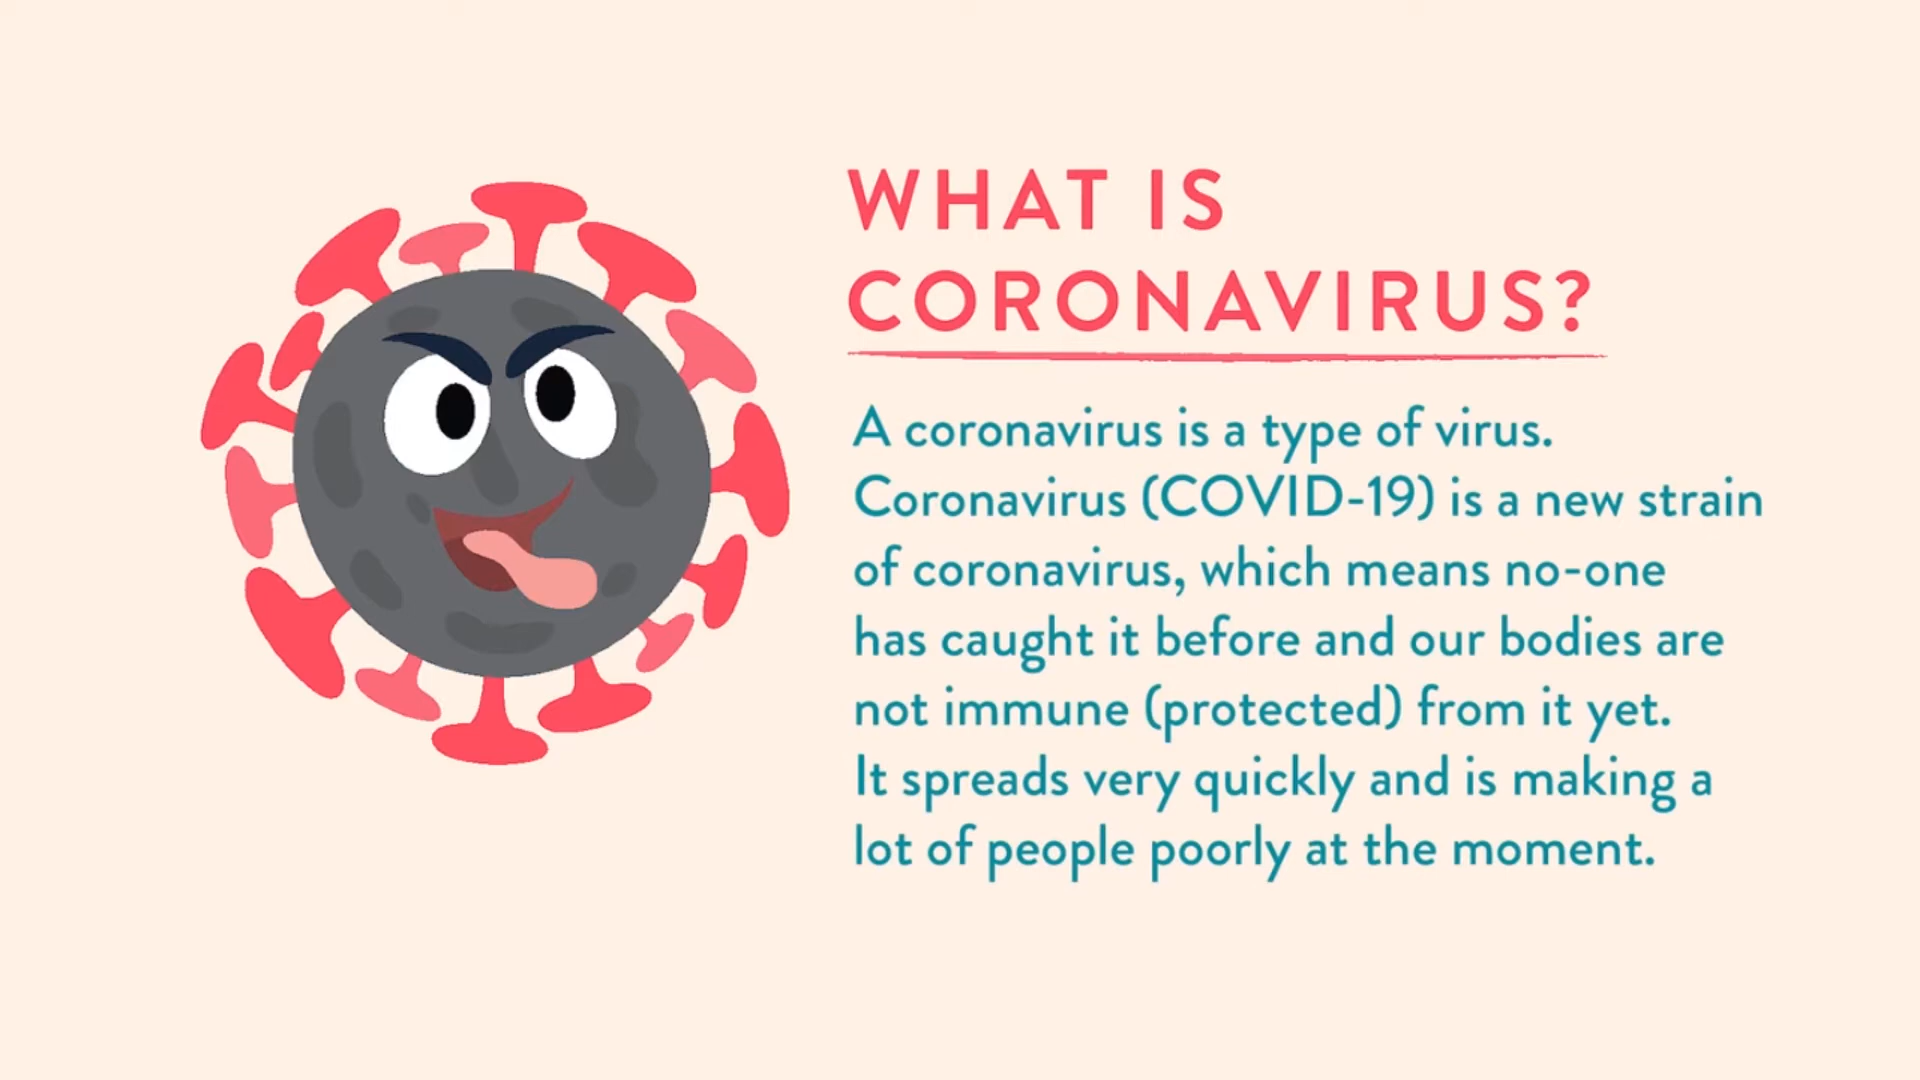 WHAT IS
CORONAVIRUS?
A coronavirus is a type of virus.
Coronavirus (COVID-19) is a new strain
of coronavirus, which means no-one
has caught it before and our bodies are
not immune (protected) from it yet.
It spreads very quickly and is making a
lot of people poorly at the moment.